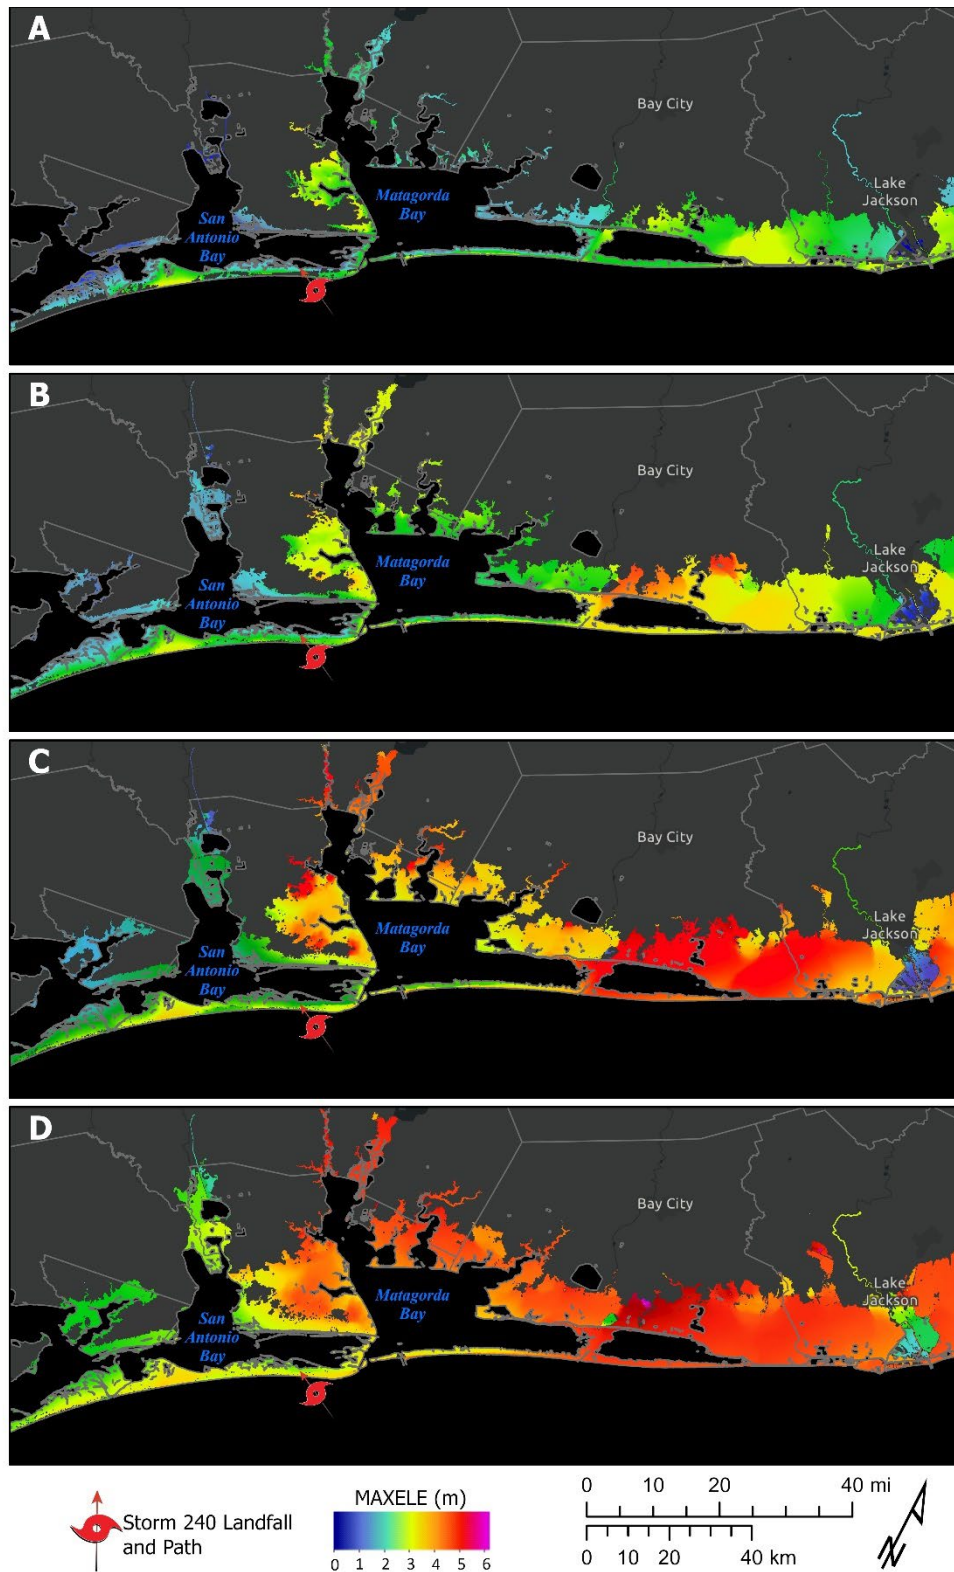 A
Bay City
Matagorda
Bay
Lake
Jackson
San
Antonio
Bay
B
Bay City
Lake
Jackson
Matagorda
Bay
San
Antonio
Bay
C
Bay City
Lake
Jackson
Matagorda
Bay
San
Antonio
Bay
D
Bay City
Lake
Jackson
Matagorda
Bay
San
Antonio
Bay
Storm 240 Landfall
and Path
MAXELE (m)
0 1 2 3 4 5 6
0 10 20 40 mi
0 10 20 40 km
N